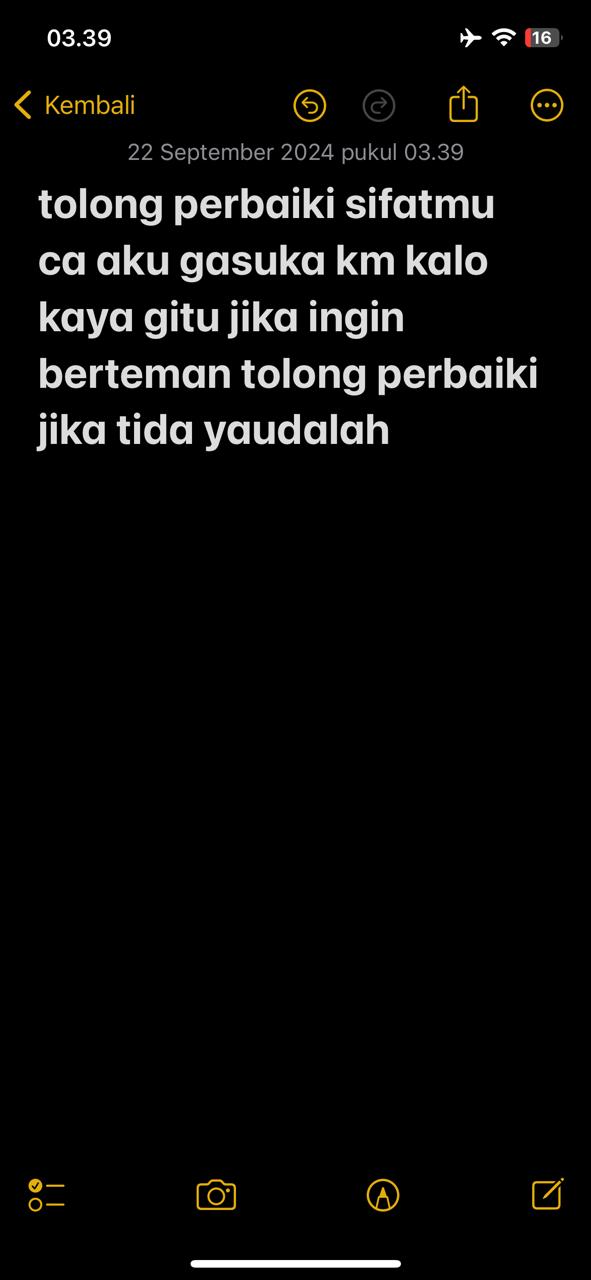 03.39
16
Kembali
22 September 2024 pukul 03.39
tolong perbaiki sifatmu
ca aku gasuka km kalo
kaya gitu jika ingin
berteman tolong perbaiki
jika tida yaudalah